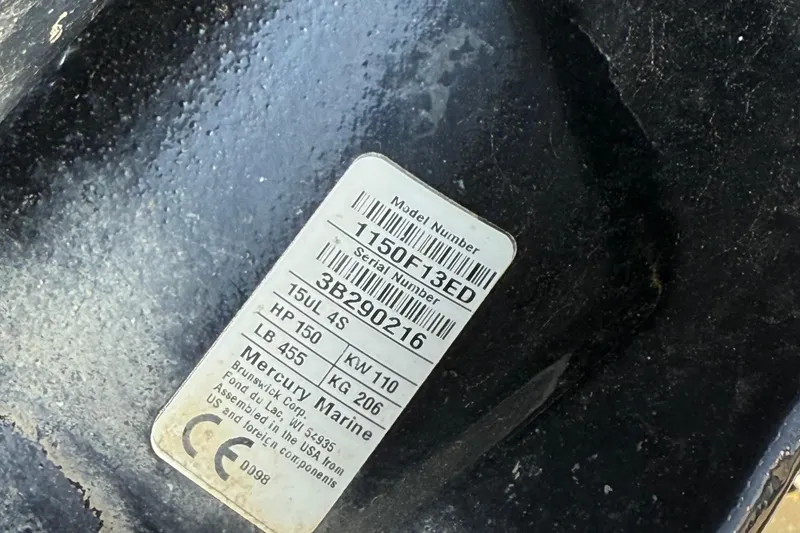 Model Number
1150F13ED
Serial Number
3B290216
15UL 4S
HP 150 KW 110
LB 455 KG 206
Mercury Marine
Brunswick Corp.
Fond du Lac, WI 54935
Assembled in the USA from
US and foreign components
CE 0098